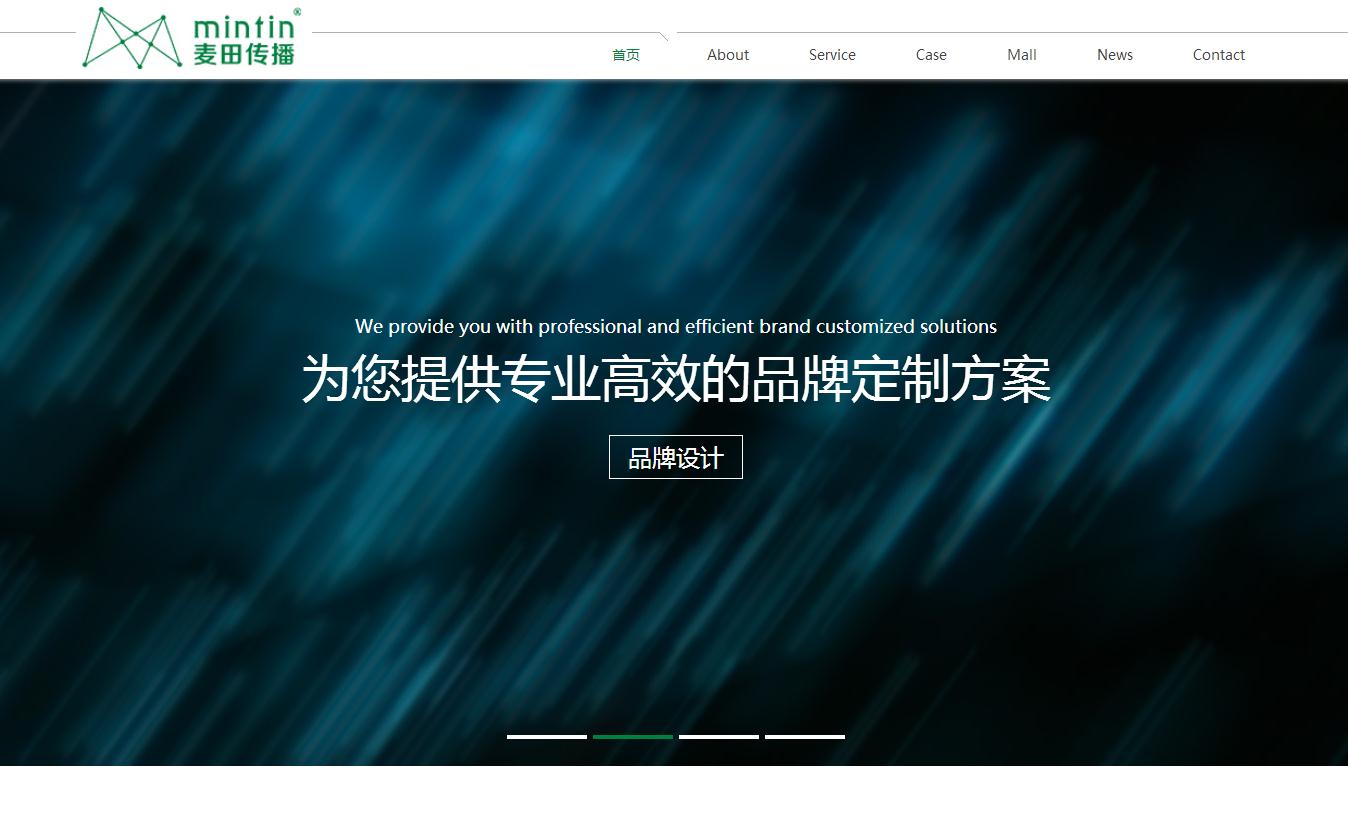 mintin®
麦田传播
首页 About Service Case Mall News Contact
We provide you with professional and efficient brand customized solutions
为您提供专业高效的品牌定制方案
品牌设计